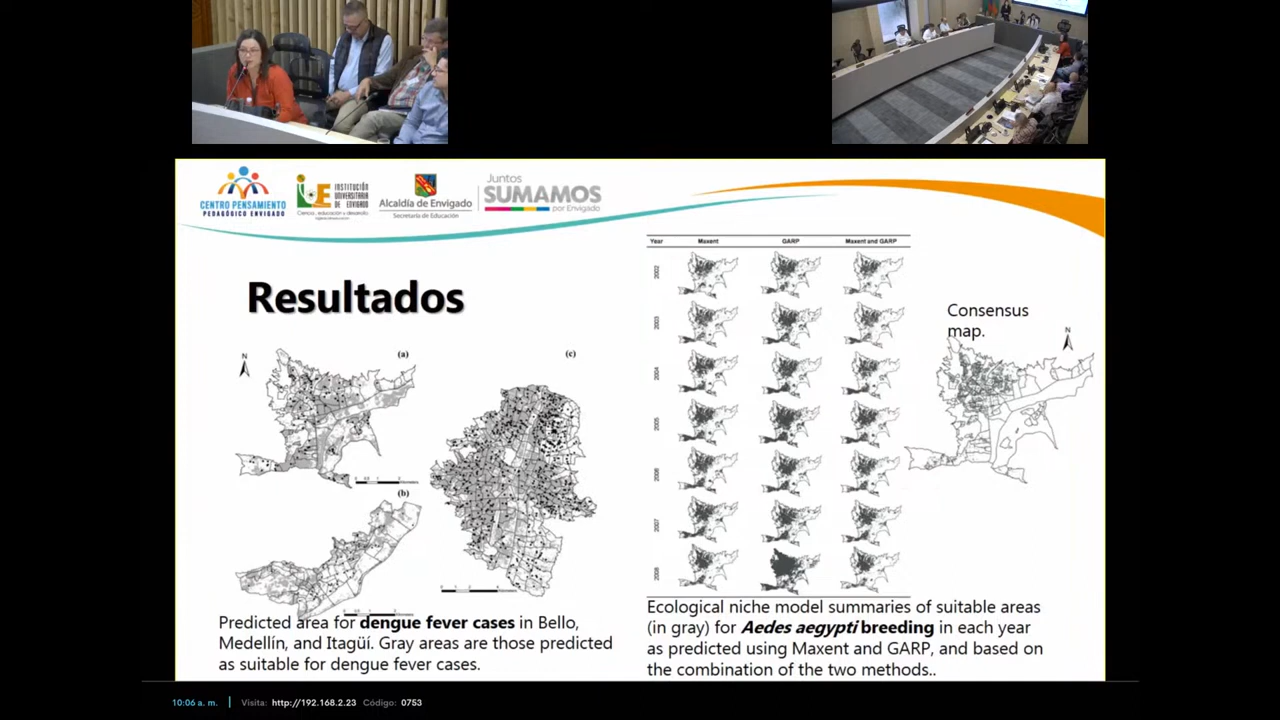 CENTRO PENSAMIENTO
PEDAGÓGICO ENVIGADO
IUE
INSTITUCIÓN
UNIVERSITARIA
DE ENVIGADO
Ciencia, educación y desarrollo
Alcaldía de Envigado
Secretaría de Educación
Juntos
SUMAMOS
por Envigado
Resultados
N
(a)
(b)
(c)
Predicted area for dengue fever cases in Bello,
Medellín, and Itagüí. Gray areas are those predicted
as suitable for dengue fever cases.
Year Maxent GARP Maxent and GARP
2002
2003
2004
2005
2006
2007
2008
Consensus
map.
N
Ecological niche model summaries of suitable areas
(in gray) for Aedes aegypti breeding in each year
as predicted using Maxent and GARP, and based on
the combination of the two methods..
10:06 a. m. | Visita: http://192.168.2.23 Código: 0753